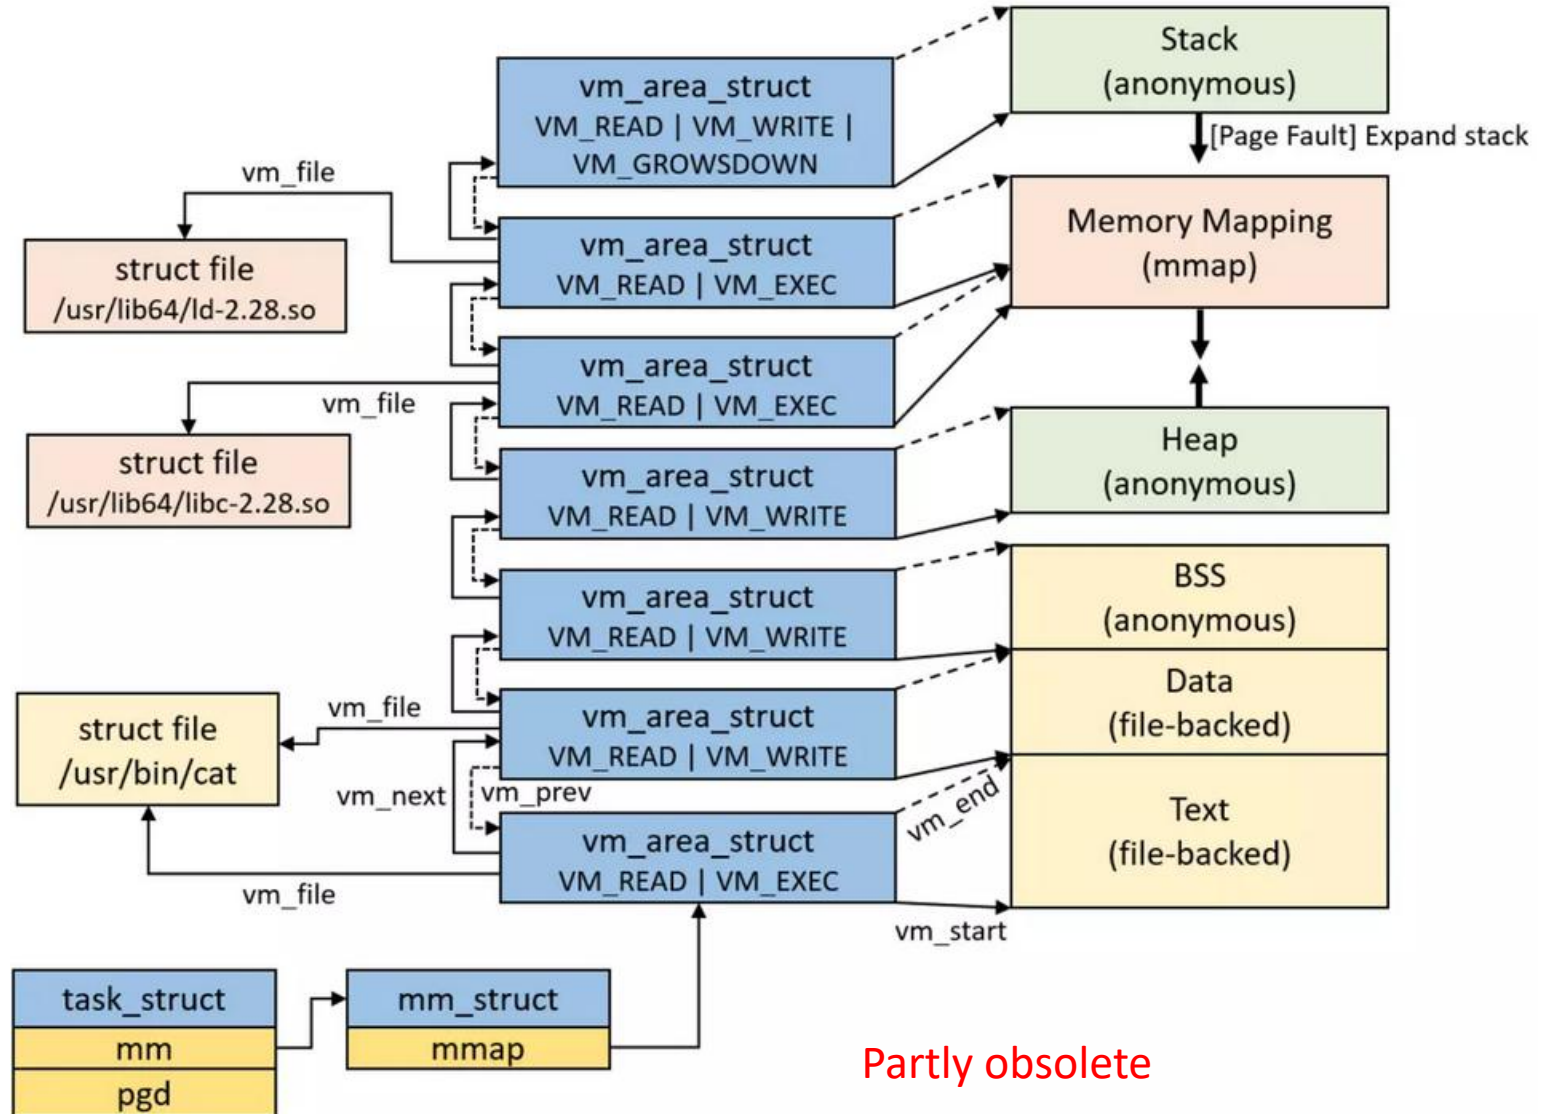 Stack
(anonymous)
[Page Fault] Expand stack
vm_area_struct
VM_READ | VM_WRITE |
VM_GROWSDOWN
vm_file
struct file
/usr/lib64/ld-2.28.so
vm_area_struct
VM_READ | VM_EXEC
Memory Mapping
(mmap)
vm_area_struct
VM_READ | VM_EXEC
vm_file
struct file
/usr/lib64/libc-2.28.so
vm_area_struct
VM_READ | VM_WRITE
Heap
(anonymous)
vm_area_struct
VM_READ | VM_WRITE
BSS
(anonymous)
vm_file
struct file
/usr/bin/cat
vm_area_struct
VM_READ | VM_WRITE
Data
(file-backed)
vm_next
vm_prev
vm_end
vm_area_struct
VM_READ | VM_EXEC
Text
(file-backed)
vm_file
vm_start
task_struct
mm
pgd
mm_struct
mmap
Partly obsolete